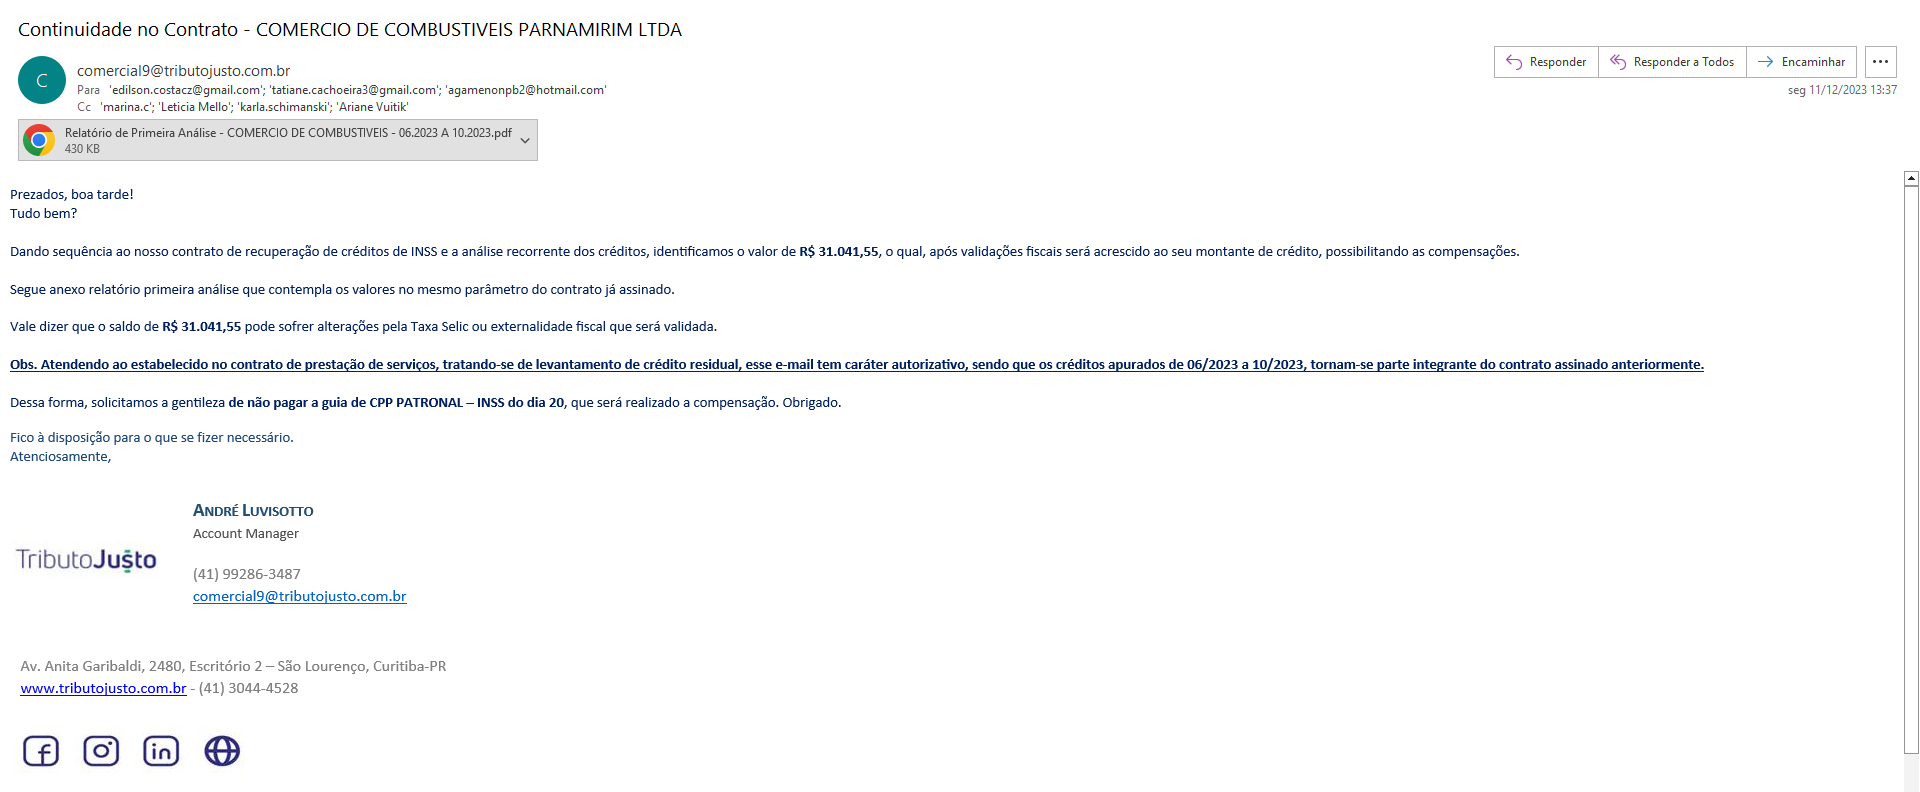 Continuidade no Contrato - COMERCIO DE COMBUSTIVEIS PARNAMIRIM LTDA
C
comercial9@tributojusto.com.br
Para 'edilson.costacz@gmail.com'; 'tatiane.cachoeira3@gmail.com'; 'agamenonpb2@hotmail.com'
Cc 'marina.c'; 'Leticia Mello'; 'karla.schimanski'; 'Ariane Vuitik'
Responder
Responder a Todos
Encaminhar
seg 11/12/2023 13:37
Relatório de Primeira Análise - COMERCIO DE COMBUSTIVEIS - 06.2023 A 10.2023.pdf
430 KB
Prezados, boa tarde!
Tudo bem?
Dando sequência ao nosso contrato de recuperação de créditos de INSS e a análise recorrente dos créditos, identificamos o valor de R$ 31.041,55, o qual, após validações fiscais será acrescido ao seu montante de crédito, possibilitando as compensações.
Segue anexo relatório primeira análise que contempla os valores no mesmo parâmetro do contrato já assinado.
Vale dizer que o saldo de R$ 31.041,55 pode sofrer alterações pela Taxa Selic ou externalidade fiscal que será validada.
Obs. Atendendo ao estabelecido no contrato de prestação de serviços, tratando-se de levantamento de crédito residual, esse e-mail tem caráter autorizativo, sendo que os créditos apurados de 06/2023 a 10/2023, tornam-se parte integrante do contrato assinado anteriormente.
Dessa forma, solicitamos a gentileza de não pagar a guia de CPP PATRONAL – INSS do dia 20, que será realizado a compensação. Obrigado.
Fico à disposição para o que se fizer necessário.
Atenciosamente,
ANDRÉ LUVISOTTO
Account Manager
TributoJusto
(41) 99286-3487
comercial9@tributojusto.com.br
Av. Anita Garibaldi, 2480, Escritório 2 – São Lourenço, Curitiba-PR
www.tributojusto.com.br - (41) 3044-4528